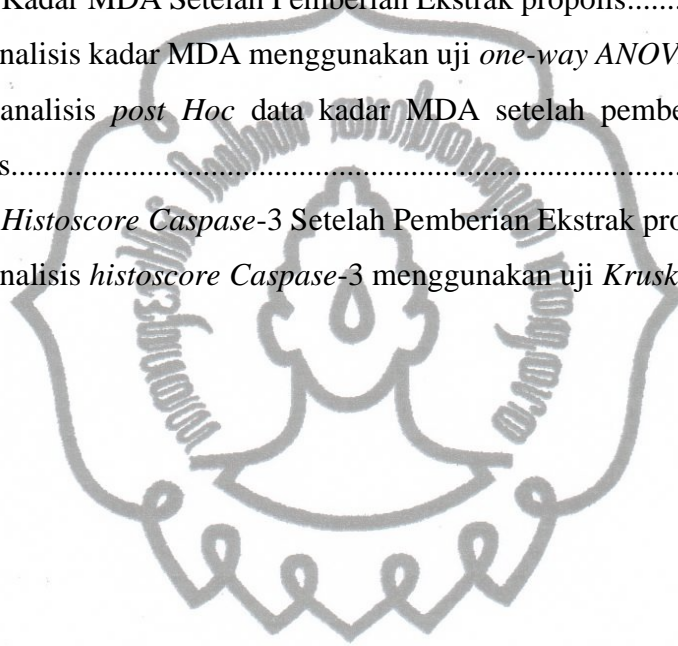 Kadar MDA Setelah Pemberian Ekstrak propolis.......
nalisis kadar MDA menggunakan uji one-way ANOV
analisis post Hoc data kadar MDA setelah pembe
s..........................................................................
Histoscore Caspase-3 Setelah Pemberian Ekstrak pro
nalisis histoscore Caspase-3 menggunakan uji Krusk